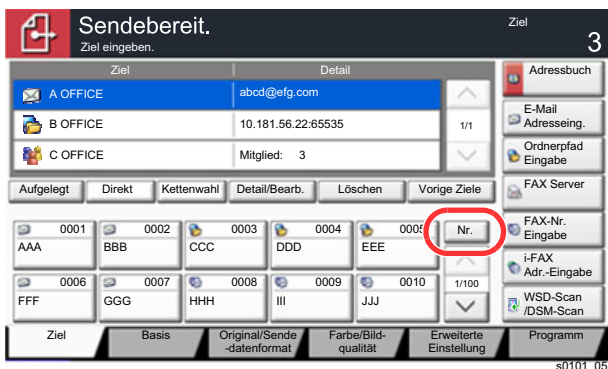 Sendebereit.
Ziel eingeben.
Ziel
3
Ziel Detail
A OFFICE abcd@efg.com
B OFFICE 10.181.56.22:65535
1/1
C OFFICE Mitglied: 3
Adressbuch
E-Mail
Adresseing.
Ordnerpfad
Eingabe
FAX Server
FAX-Nr.
Eingabe
i-FAX
Adr.-Eingabe
WSD-Scan
/DSM-Scan
Aufgelegt Direkt Kettenwahl Detail/Bearb. Löschen Vorige Ziele
0001 0002 0003 0004 0005 Nr.
AAA BBB CCC DDD EEE
0006 0007 0008 0009 0010 1/100
FFF GGG HHH III JJJ
Ziel Basis Original/Sende
-datenformat Farbe/Bild-
qualität Erweiterte
Einstellung Programm
s0101_05